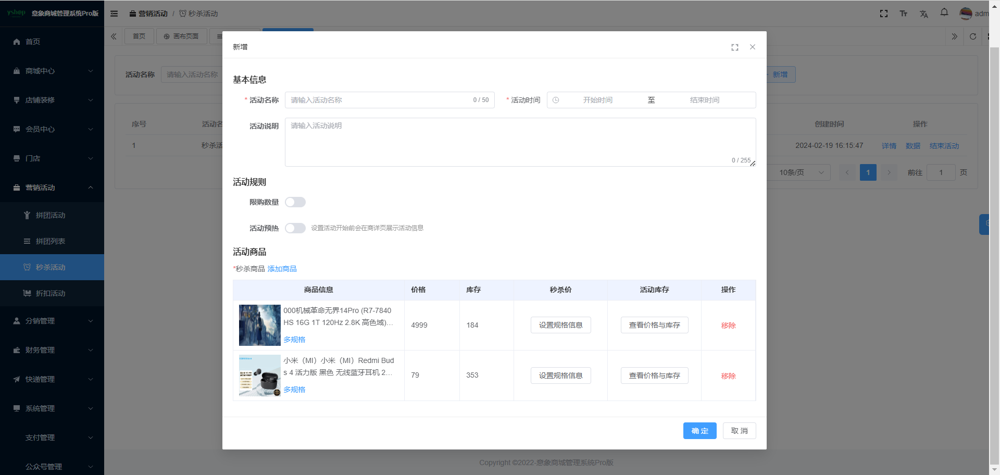 yshop 意象商城管理系统Pro版
营销活动 / 秒杀活动
adm
首页
画布页面
首页
商城中心
店铺装修
会员中心
门店
营销活动
拼团活动
拼团列表
秒杀活动
折扣活动
分销管理
财务管理
快递管理
系统管理
支付管理
公众号管理
活动名称 请输入活动名称
新增
序号 活动名
创建时间 操作
1 秒杀活
2024-02-19 16:15:47 详情 数据 结束活动
10条/页 1 前往 1 页
新增
基本信息
* 活动名称 请输入活动名称 0 / 50
* 活动时间 开始时间 至 结束时间
活动说明 请输入活动说明
0 / 255
活动规则
限购数量
活动预热 设置活动开始前会在商详页展示活动信息
活动商品
*秒杀商品 添加商品
商品信息 价格 库存 秒杀价 活动库存 操作
000机械革命无界14Pro (R7-7840
HS 16G 1T 120Hz 2.8K 高色域)...
多规格
4999 184 设置规格信息 查看价格与库存 移除
小米（MI）小米（MI）Redmi Bud
s 4 活力版 黑色 无线蓝牙耳机 2...
多规格
79 353 设置规格信息 查看价格与库存 移除
确 定 取 消
Copyright ©2022-意象商城管理系统Pro版